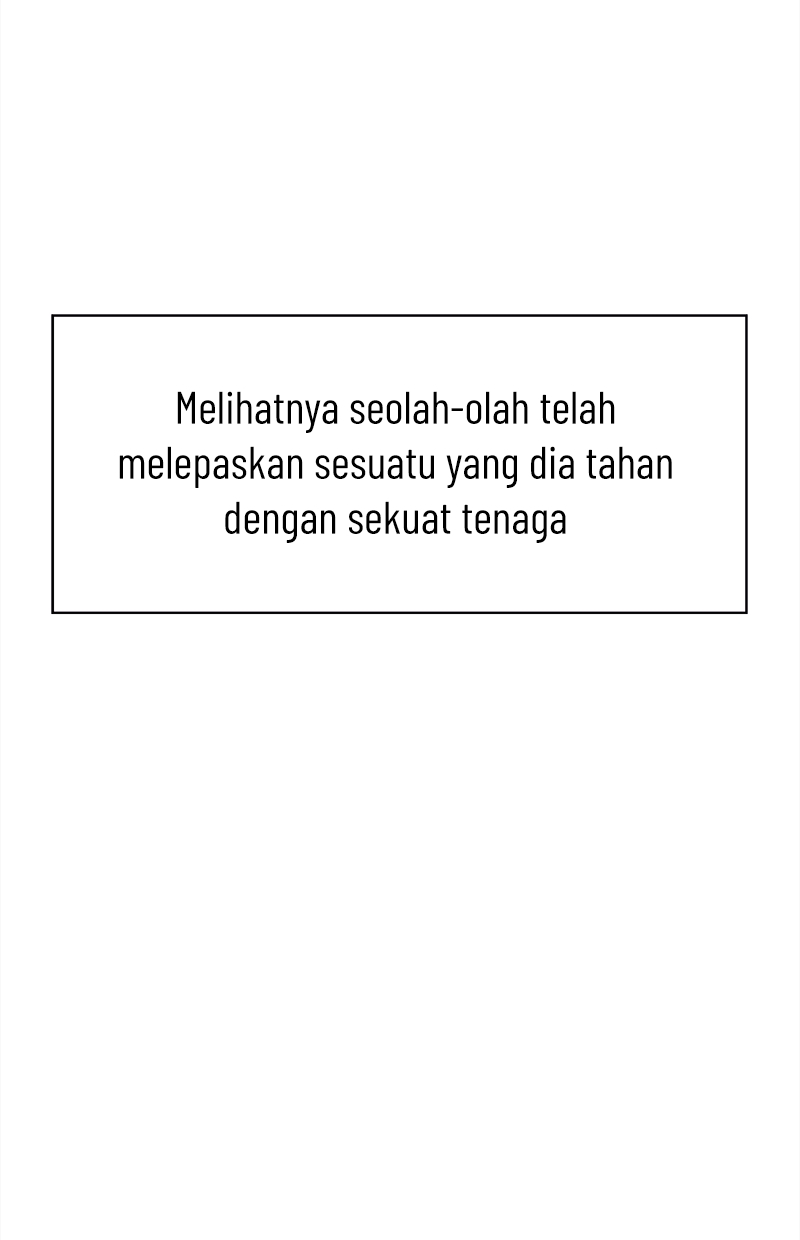 Melihatnya seolah-olah telah
melepaskan sesuatu yang dia tahan
dengan sekuat tenaga